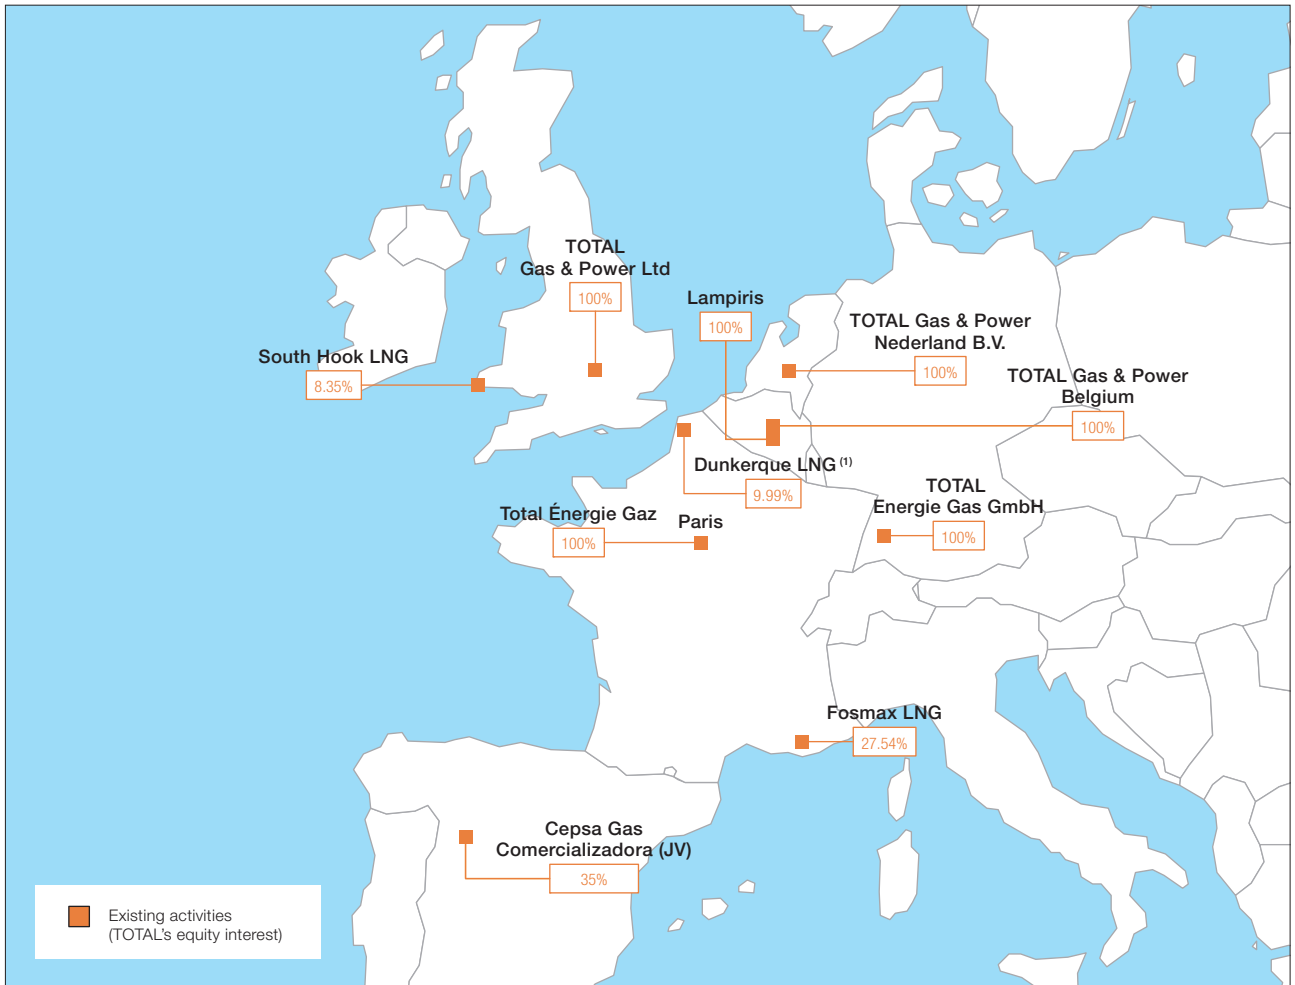 TOTAL
Gas & Power Ltd
100%
Lampiris
100%
TOTAL Gas & Power
Nederland B.V.
100%
South Hook LNG
8.35%
TOTAL Gas & Power
Belgium
100%
Dunkerque LNG (1)
9.99%
TOTAL
Energie Gas GmbH
100%
Total Énergie Gaz
100%
Paris
Fosmax LNG
27.54%
Cepsa Gas
Comercializadora (JV)
35%
Existing activities
(TOTAL's equity interest)